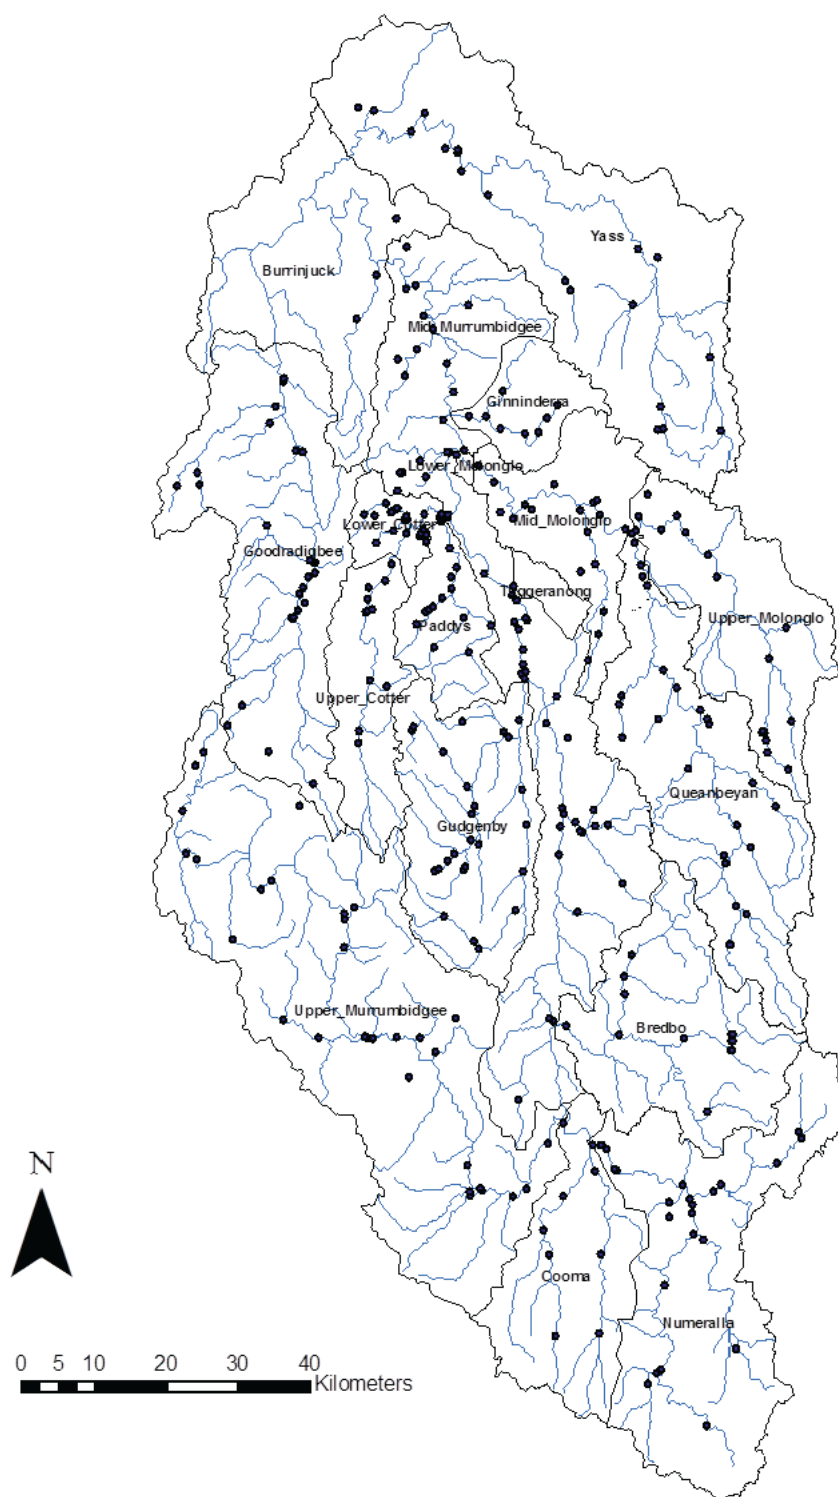 Yass
Burrinjuck
Mid_Murrumbidgee
Ginninderra
Lower_Molonglo
Lower_Cotter
Mid_Molonglo
Goodradigbee
Tuggeranong
Paddys
Upper_Molonglo
Upper_Cotter
Queanbeyan
Gudgenby
Upper_Murrumbidgee
Bredbo
N
Cooma
Numeralla
0 5 10 20 30 40
Kilometers